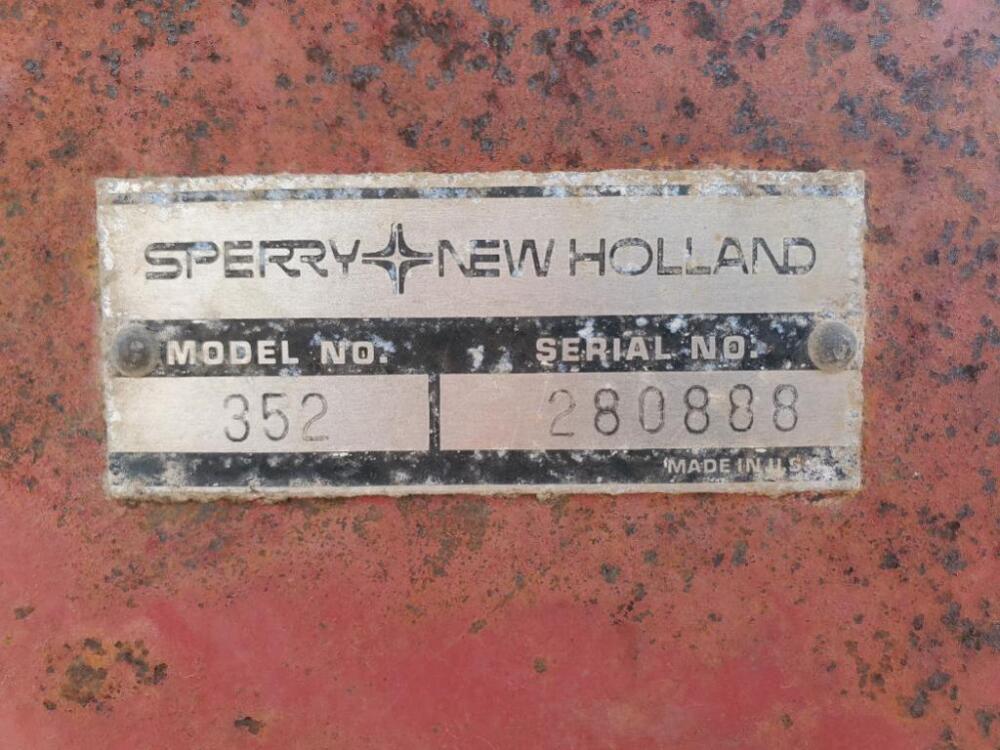 SPERRY NEW HOLLAND
MODEL NO. SERIAL NO.
352 280888
MADE IN U.S.